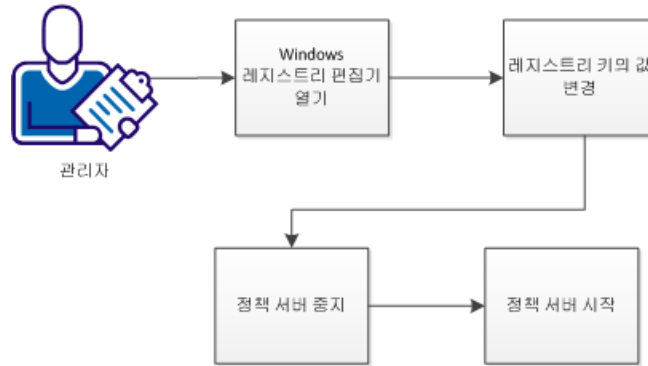 Windows
레지스트리 편집기
열기
레지스트리 키의 값
변경
관리자
정책 서버 중지
정책 서버 시작